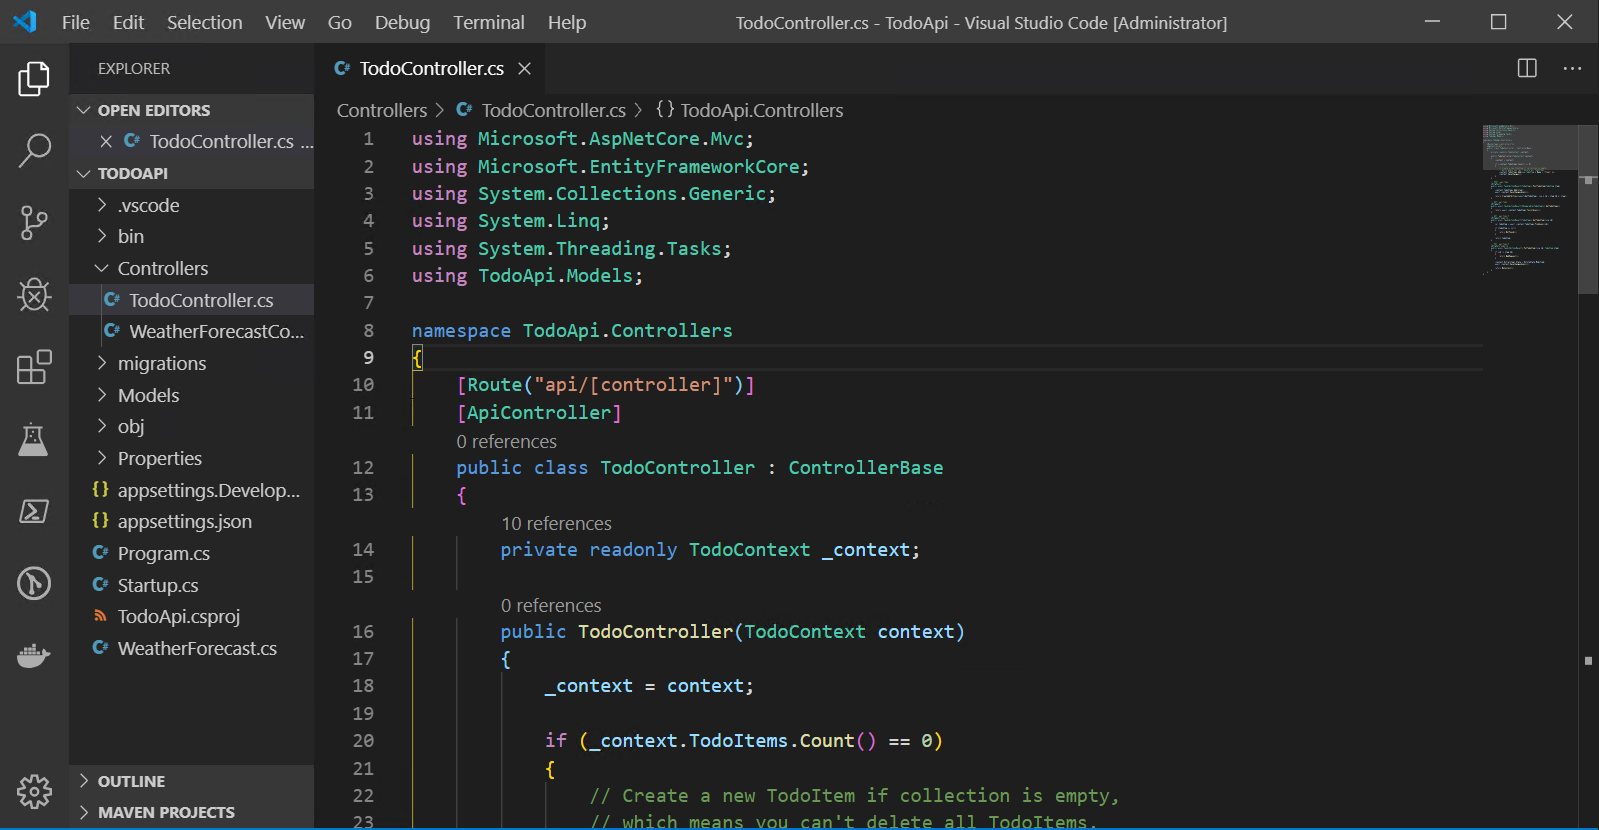 File Edit Selection View Go Debug Terminal Help
TodoController.cs - TodoApi - Visual Studio Code [Administrator]
EXPLORER
OPEN EDITORS
TodoController.cs ...
TODOAPI
.vscode
bin
Controllers
TodoController.cs
WeatherForecastCo...
migrations
Models
obj
Properties
{} appsettings.Develop...
{} appsettings.json
C# Program.cs
C# Startup.cs
TodoApi.csproj
C# WeatherForecast.cs
OUTLINE
MAVEN PROJECTS
C# TodoController.cs
Controllers > C# TodoController.cs > {} TodoApi.Controllers
1 using Microsoft.AspNetCore.Mvc;
2 using Microsoft.EntityFrameworkCore;
3 using System.Collections.Generic;
4 using System.Linq;
5 using System.Threading.Tasks;
6 using TodoApi.Models;
7
8 namespace TodoApi.Controllers
9 {
10 [Route("api/[controller]")]
11 [ApiController]
0 references
12 public class TodoController : ControllerBase
13 {
10 references
14 private readonly TodoContext _context;
15
0 references
16 public TodoController(TodoContext context)
17 {
18 _context = context;
19
20 if (_context.TodoItems.Count() == 0)
21 {
22 // Create a new TodoItem if collection is empty,
23 // which means you can't delete all TodoItems.